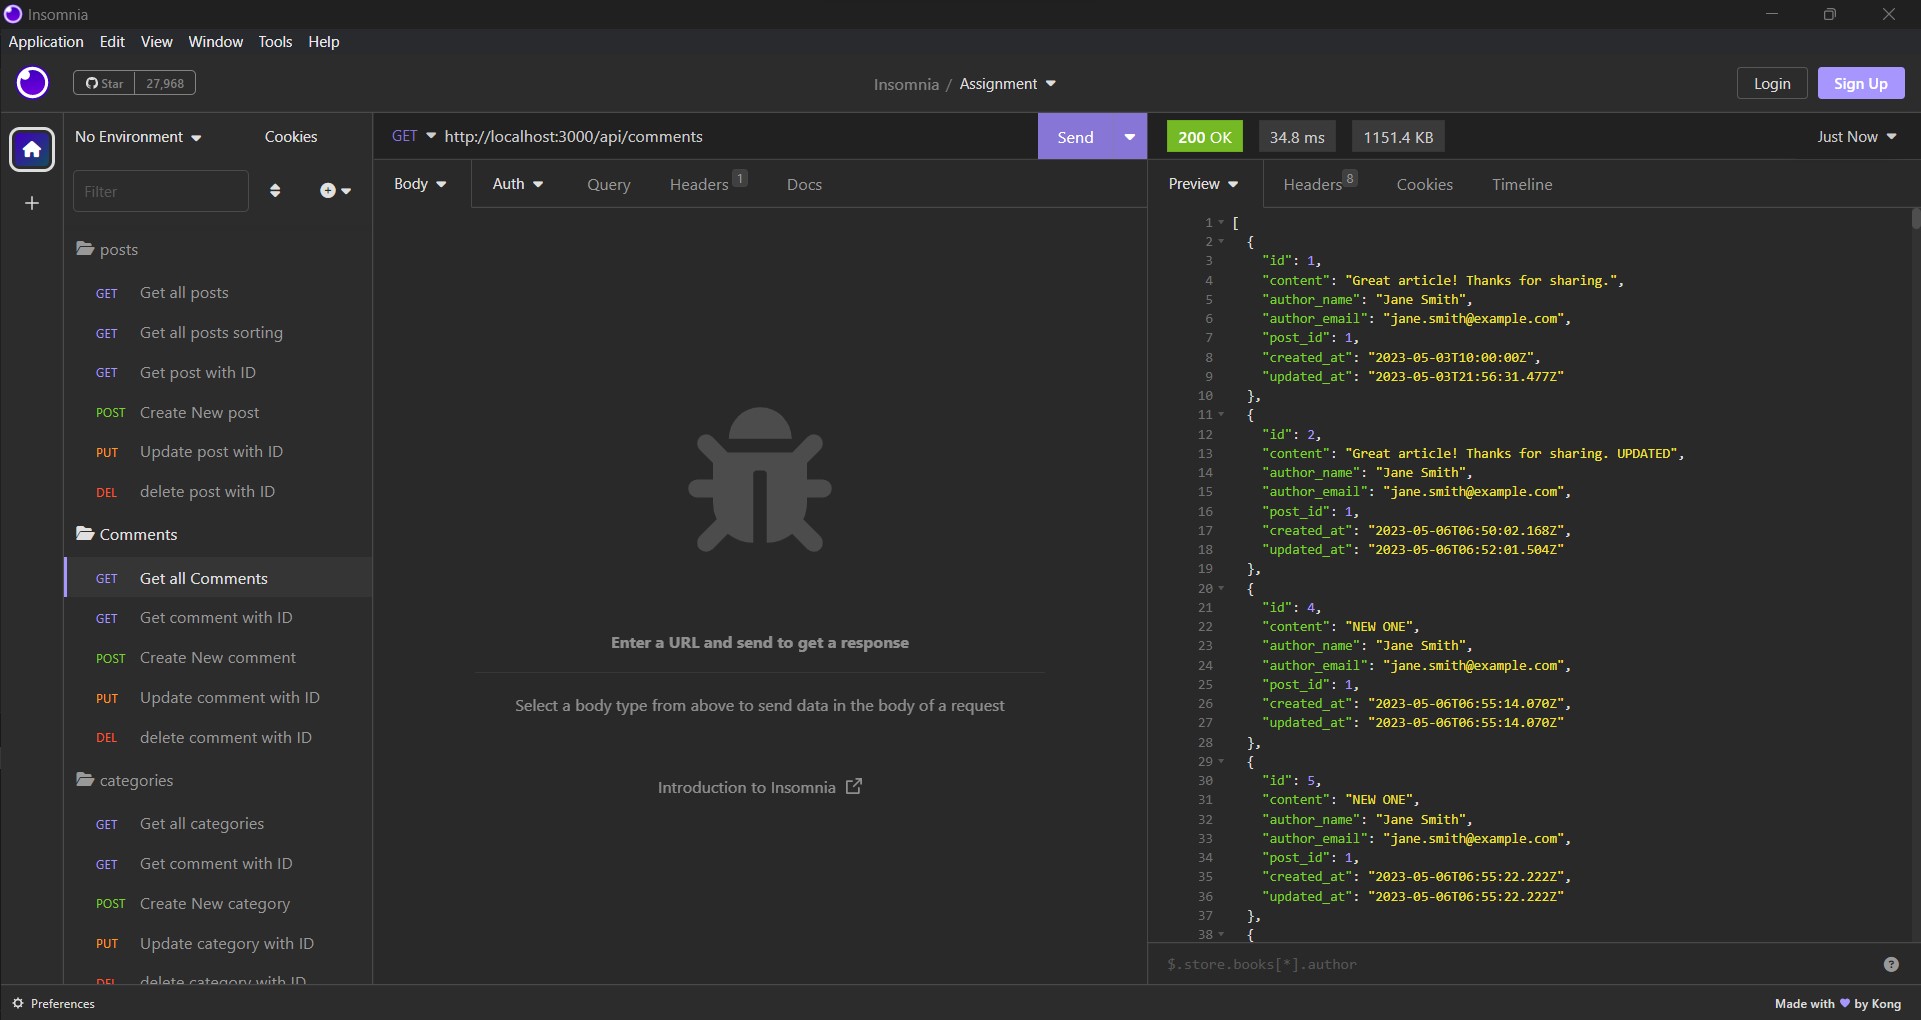 Insomnia
Application Edit View Window Tools Help
Star 27,968
Insomnia / Assignment
Login Sign Up
No Environment Cookies
Filter
posts
GET Get all posts
GET Get all posts sorting
GET Get post with ID
POST Create New post
PUT Update post with ID
DEL delete post with ID
Comments
GET Get all Comments
GET Get comment with ID
POST Create New comment
PUT Update comment with ID
DEL delete comment with ID
categories
GET Get all categories
GET Get comment with ID
POST Create New category
PUT Update category with ID
DEL delete category with ID
GET http://localhost:3000/api/comments Send
Body Auth Query Headers 1 Docs
Enter a URL and send to get a response
Select a body type from above to send data in the body of a request
Introduction to Insomnia
200 OK 34.8 ms 1151.4 KB Just Now
Preview Headers 8 Cookies Timeline
1 [
2 {
3 "id": 1,
4 "content": "Great article! Thanks for sharing.",
5 "author_name": "Jane Smith",
6 "author_email": "jane.smith@example.com",
7 "post_id": 1,
8 "created_at": "2023-05-03T10:00:00Z",
9 "updated_at": "2023-05-03T21:56:31.477Z"
10 },
11 {
12 "id": 2,
13 "content": "Great article! Thanks for sharing. UPDATED",
14 "author_name": "Jane Smith",
15 "author_email": "jane.smith@example.com",
16 "post_id": 1,
17 "created_at": "2023-05-06T06:50:02.168Z",
18 "updated_at": "2023-05-06T06:52:01.504Z"
19 },
20 {
21 "id": 4,
22 "content": "NEW ONE",
23 "author_name": "Jane Smith",
24 "author_email": "jane.smith@example.com",
25 "post_id": 1,
26 "created_at": "2023-05-06T06:55:14.070Z",
27 "updated_at": "2023-05-06T06:55:14.070Z"
28 },
29 {
30 "id": 5,
31 "content": "NEW ONE",
32 "author_name": "Jane Smith",
33 "author_email": "jane.smith@example.com",
34 "post_id": 1,
35 "created_at": "2023-05-06T06:55:22.222Z",
36 "updated_at": "2023-05-06T06:55:22.222Z"
37 },
38 {
$.store.books[*].author
Preferences
Made with 💜 by Kong